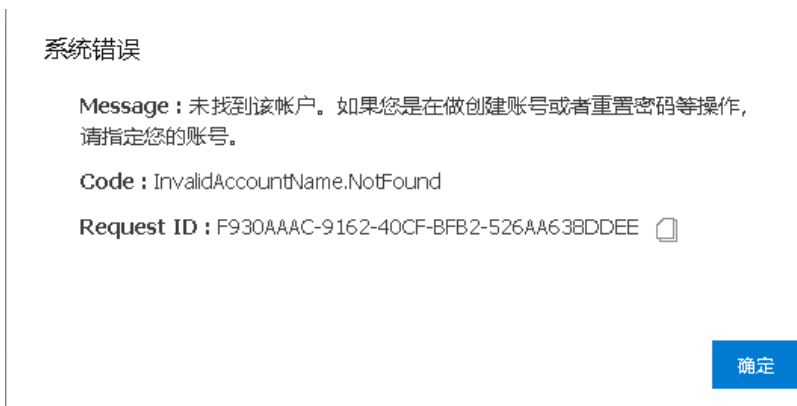 系统错误
Message : 未找到该帐户。如果您是在做创建账号或者重置密码等操作,
请指定您的账号。
Code : InvalidAccountName.NotFound
Request ID : F930AAAC-9162-40CF-BFB2-526AA638DDEE
确定